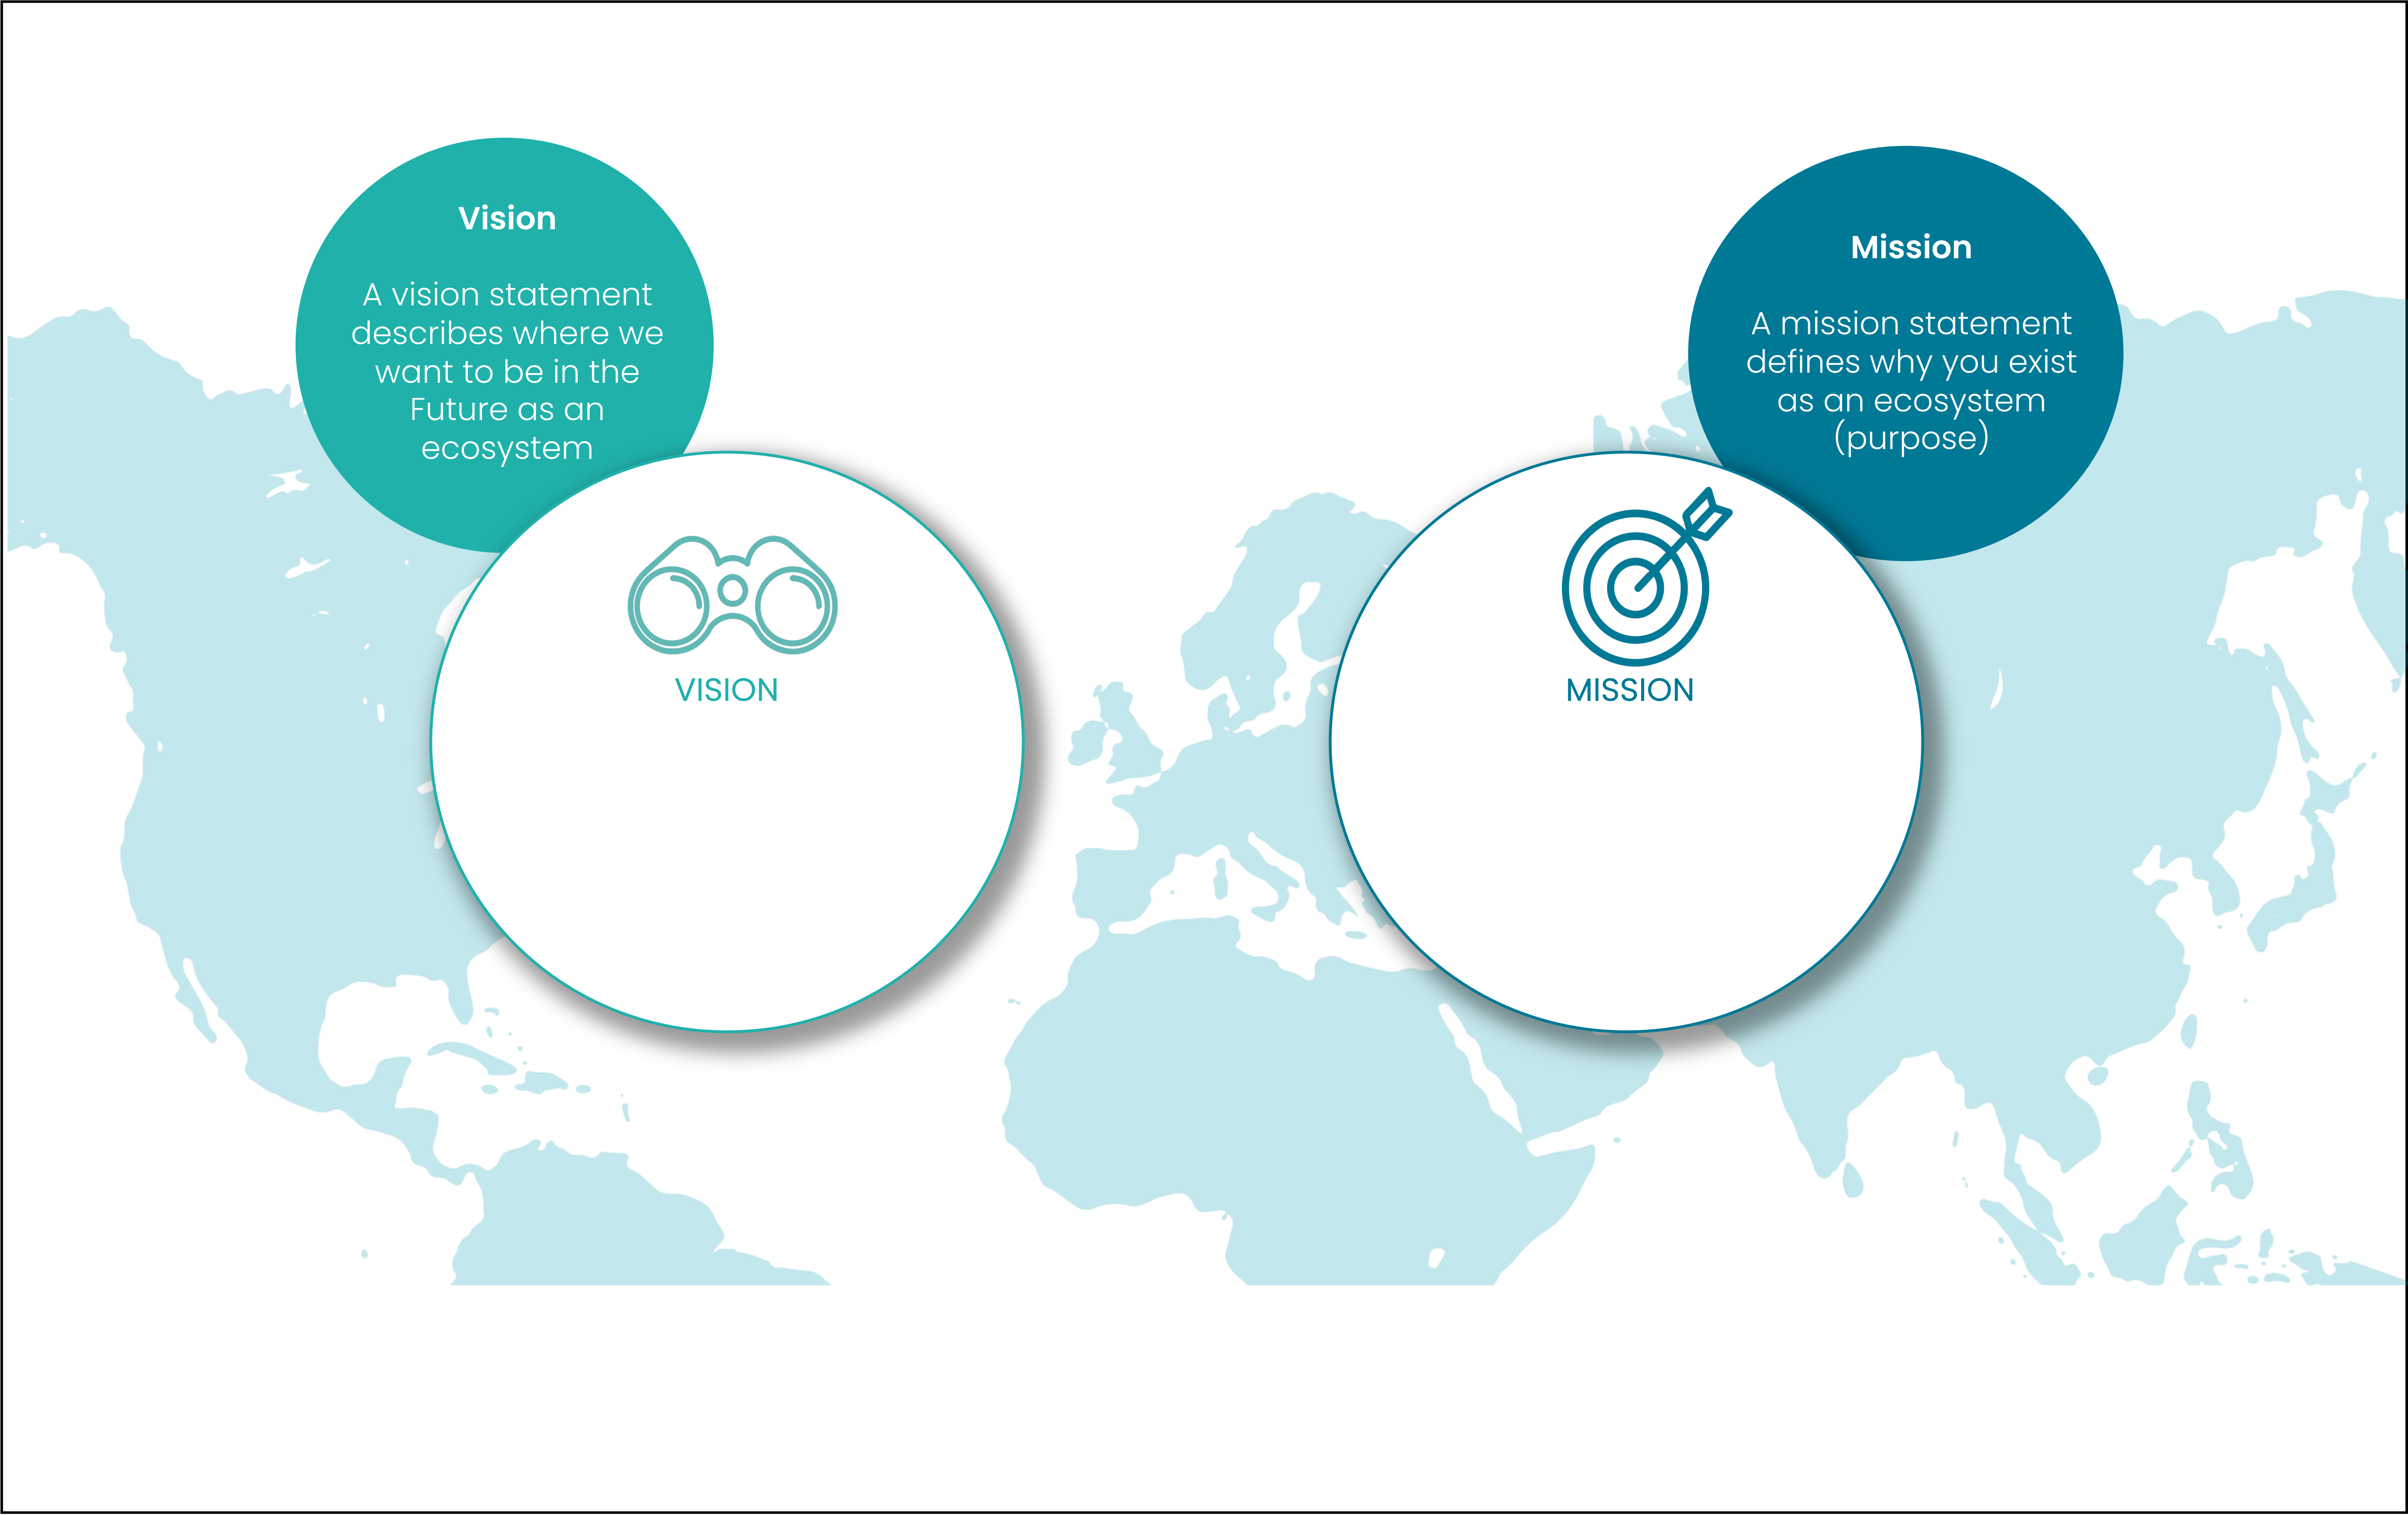 Vision
A vision statement
describes where we
want to be in the
Future as an
ecosystem
VISION
Mission
A mission statement
defines why you exist
as an ecosystem
(purpose)
MISSION